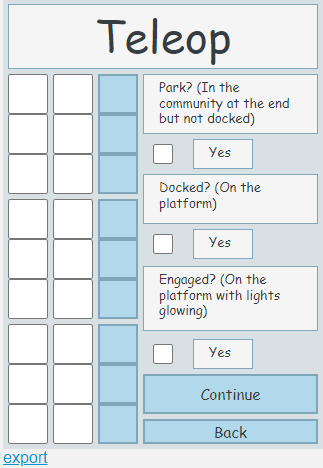 Teleop
Park? (In the
community at the end
but not docked)
Yes
Docked? (On the
platform)
Yes
Engaged? (On the
platform with lights
glowing)
Yes
Continue
Back
export